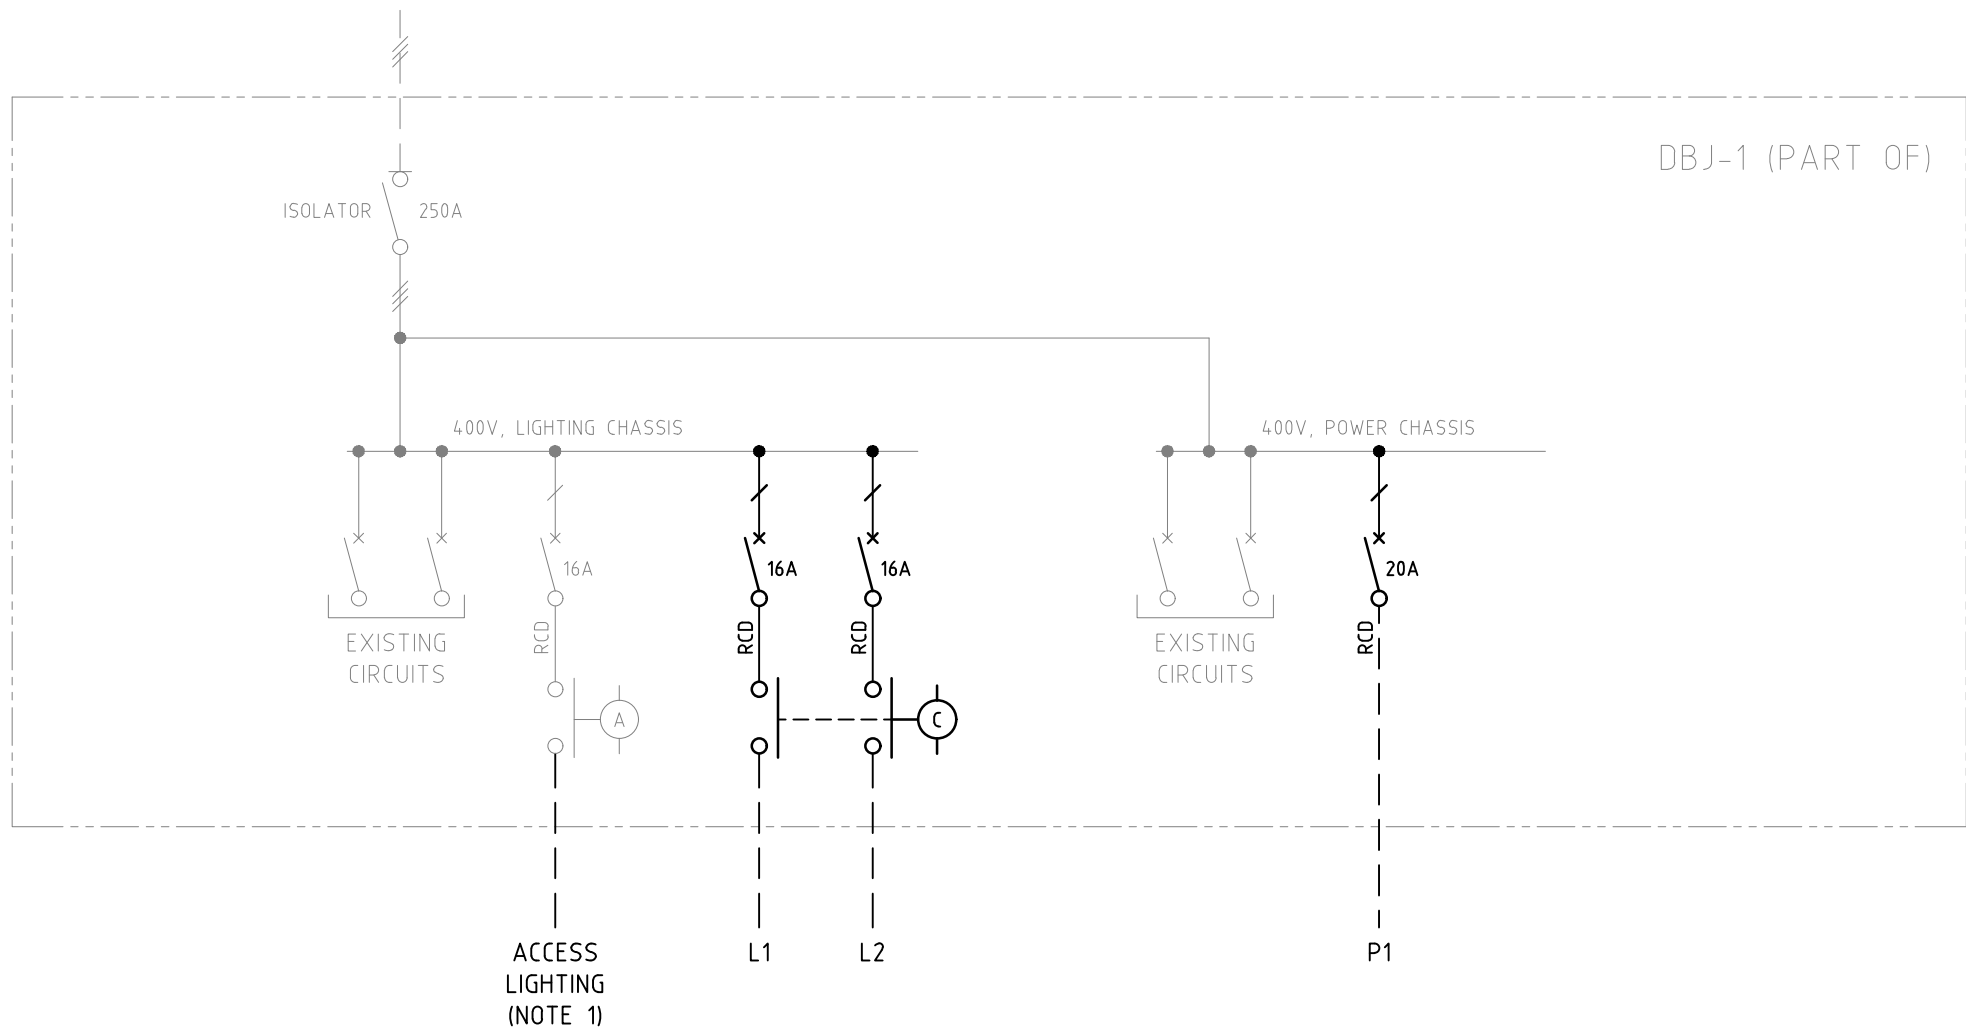 DBJ-1 (PART OF)
ISOLATOR
250A
400V, LIGHTING CHASSIS
400V, POWER CHASSIS
16A
16A
16A
20A
RCD
RCD
RCD
RCD
EXISTING
CIRCUITS
EXISTING
CIRCUITS
A
C
ACCESS
LIGHTING
(NOTE 1)
L1
L2
P1